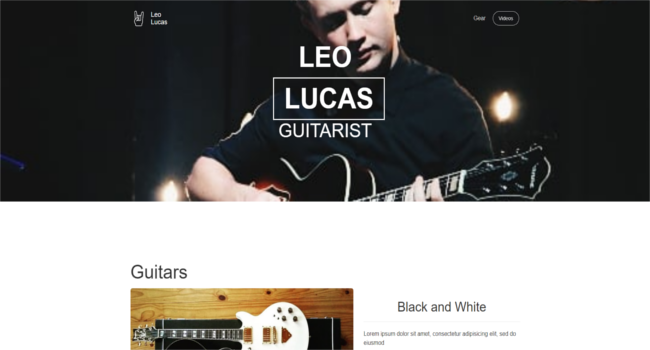 Leo
Lucas
Gear
Videos
LEO
LUCAS
GUITARIST
Guitars
Black and White
Lorem ipsum dolor sit amet, consectetur adipisicing elit, sed do
eiusmod